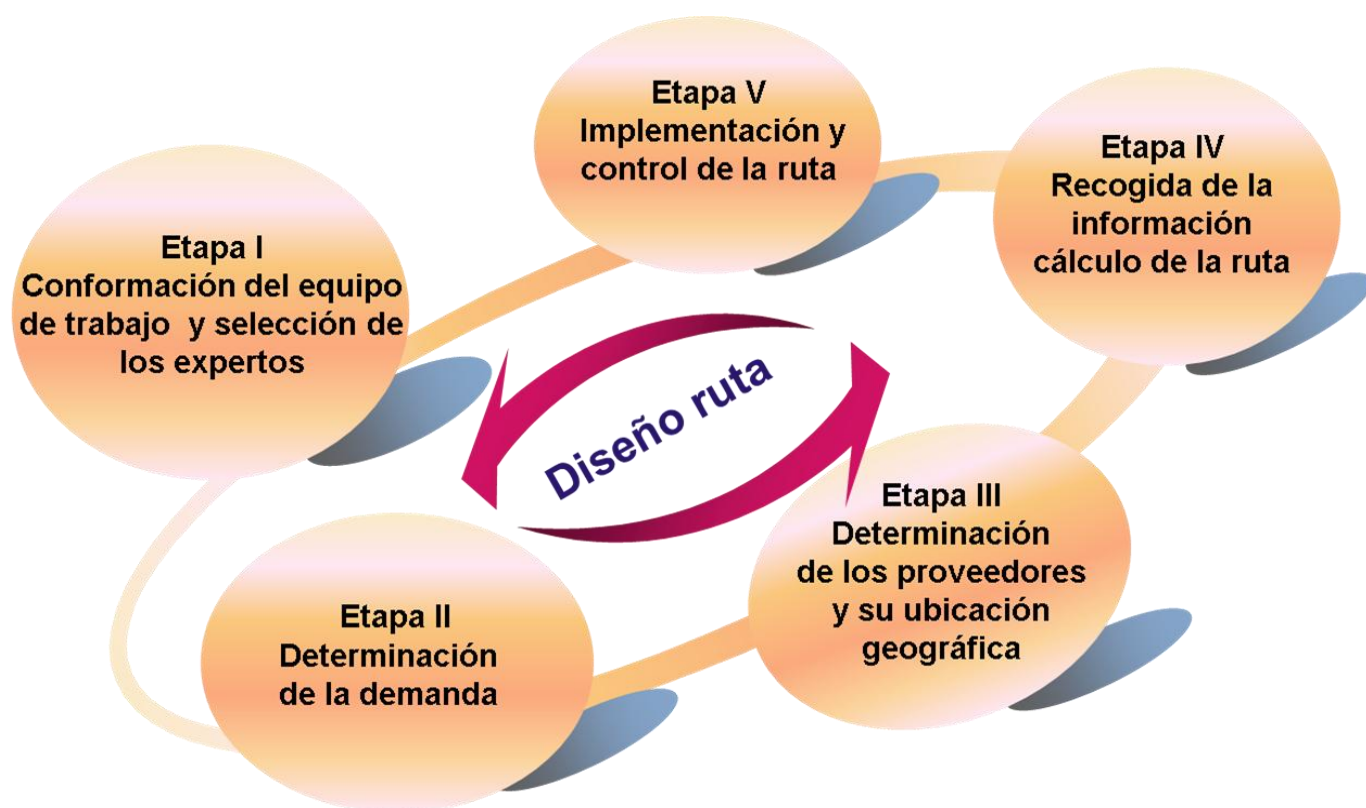 Etapa I
Conformación del equipo
de trabajo y selección de
los expertos
Etapa II
Determinación
de la demanda
Etapa III
Determinación
de los proveedores
y su ubicación
geográfica
Etapa IV
Recogida de la
información
cálculo de la ruta
Etapa V
Implementación y
control de la ruta
Diseño ruta